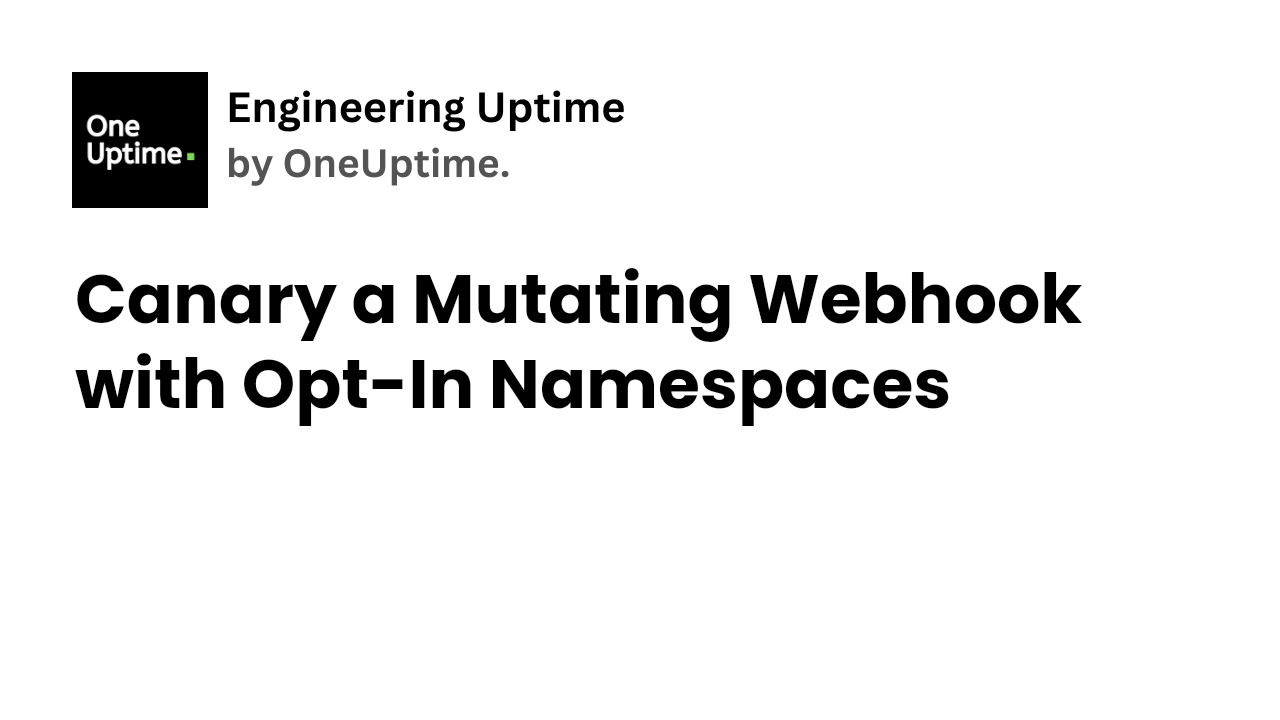 One
Uptime
Engineering Uptime
by OneUptime.
Canary a Mutating Webhook
with Opt-In Namespaces